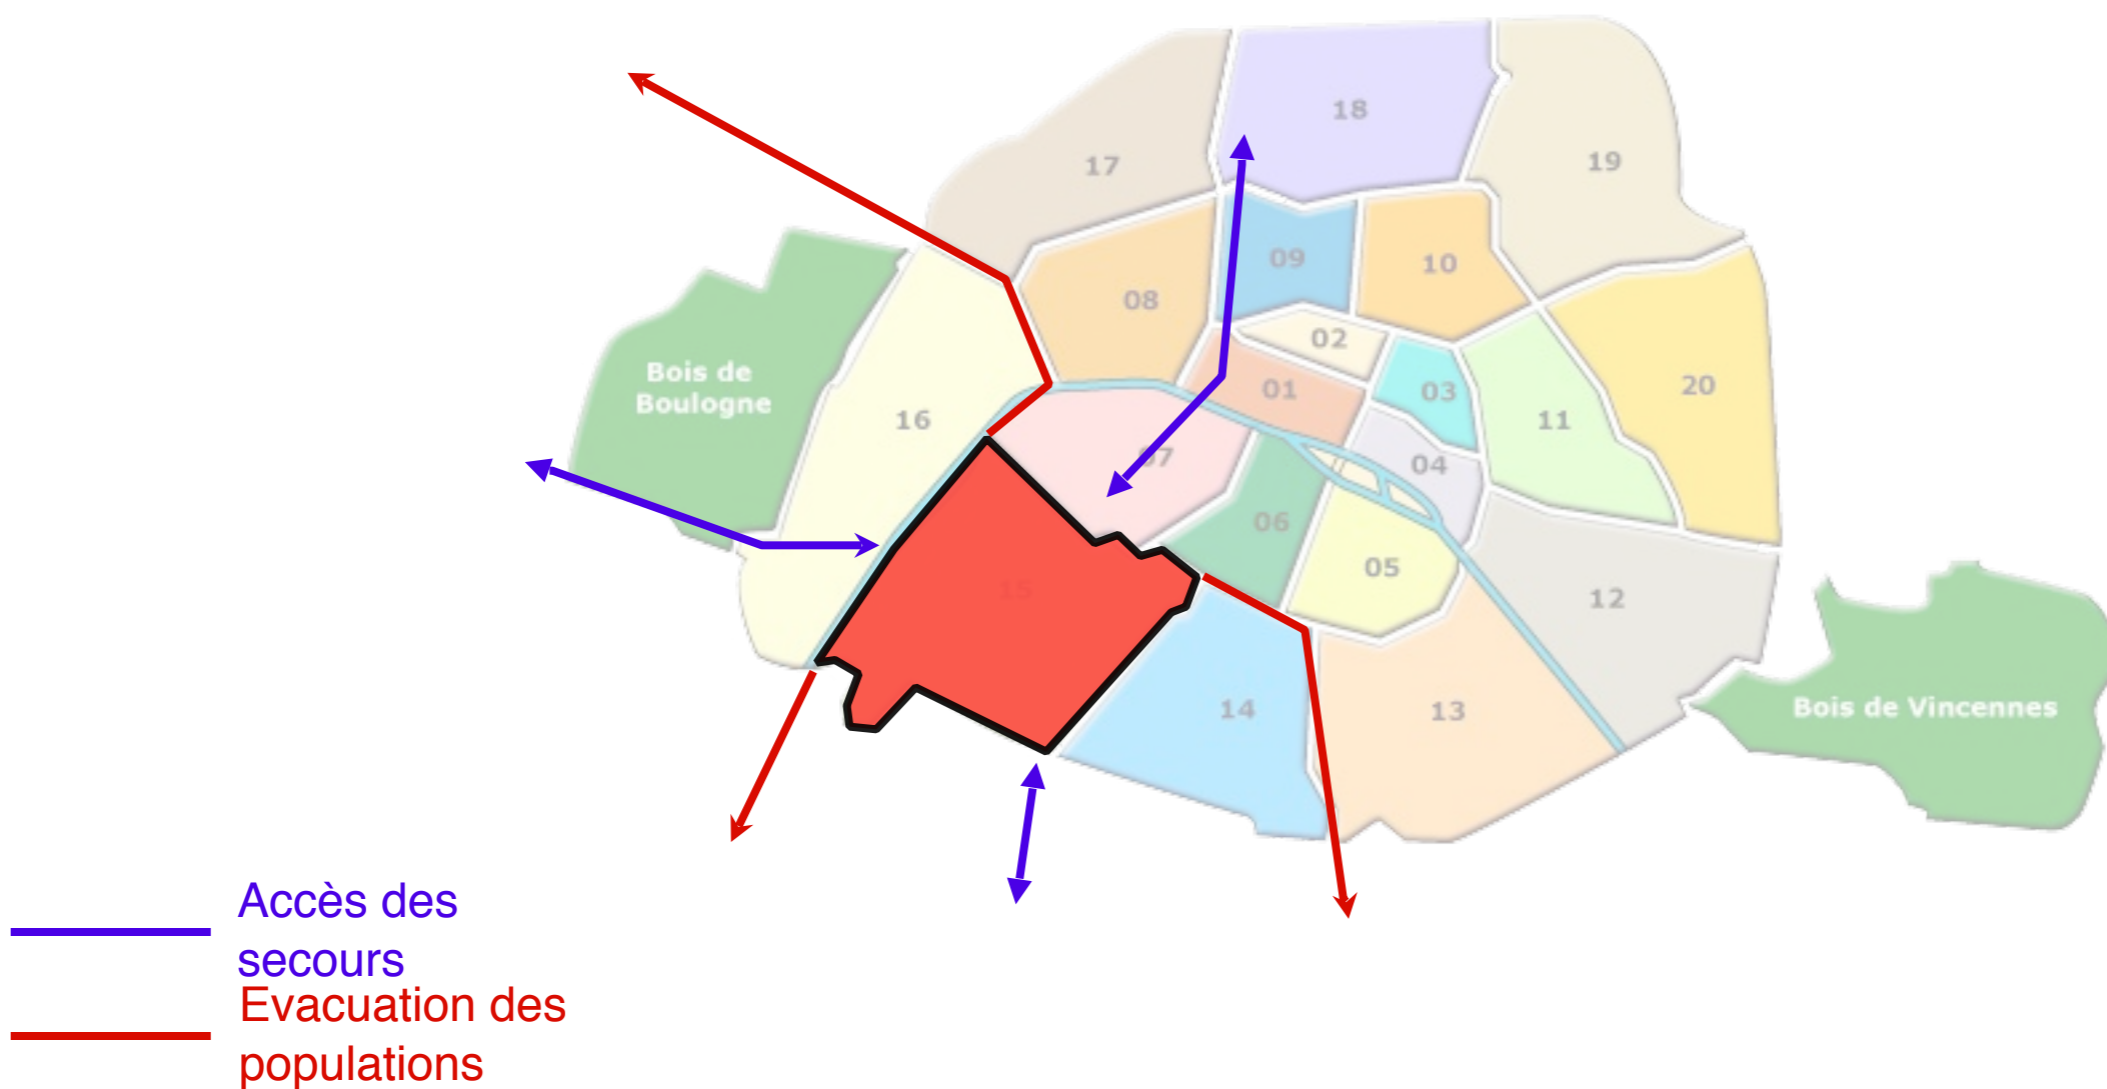 18
17
19
09
10
08
02
Bois de
Boulogne
01
03
20
16
11
07
04
06
05
15
12
14
13
Bois de Vincennes
Accès des
secours
Evacuation des
populations